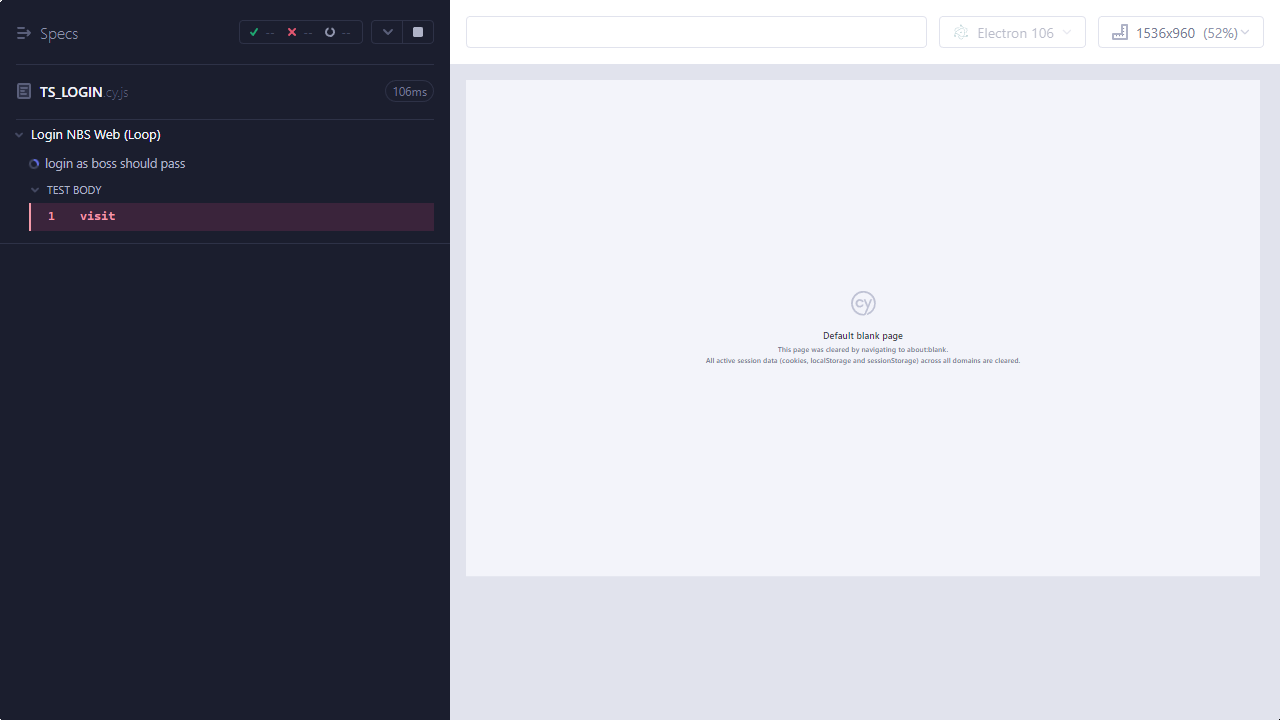 Specs
--
--
--
Electron 106
1536x960 (52%)
TS_LOGIN.cy.js
106ms
Login NBS Web (Loop)
login as boss should pass
TEST BODY
1 visit
cy
Default blank page
This page was cleared by navigating to about:blank.
All active session data (cookies, localStorage and sessionStorage) across all domains are cleared.